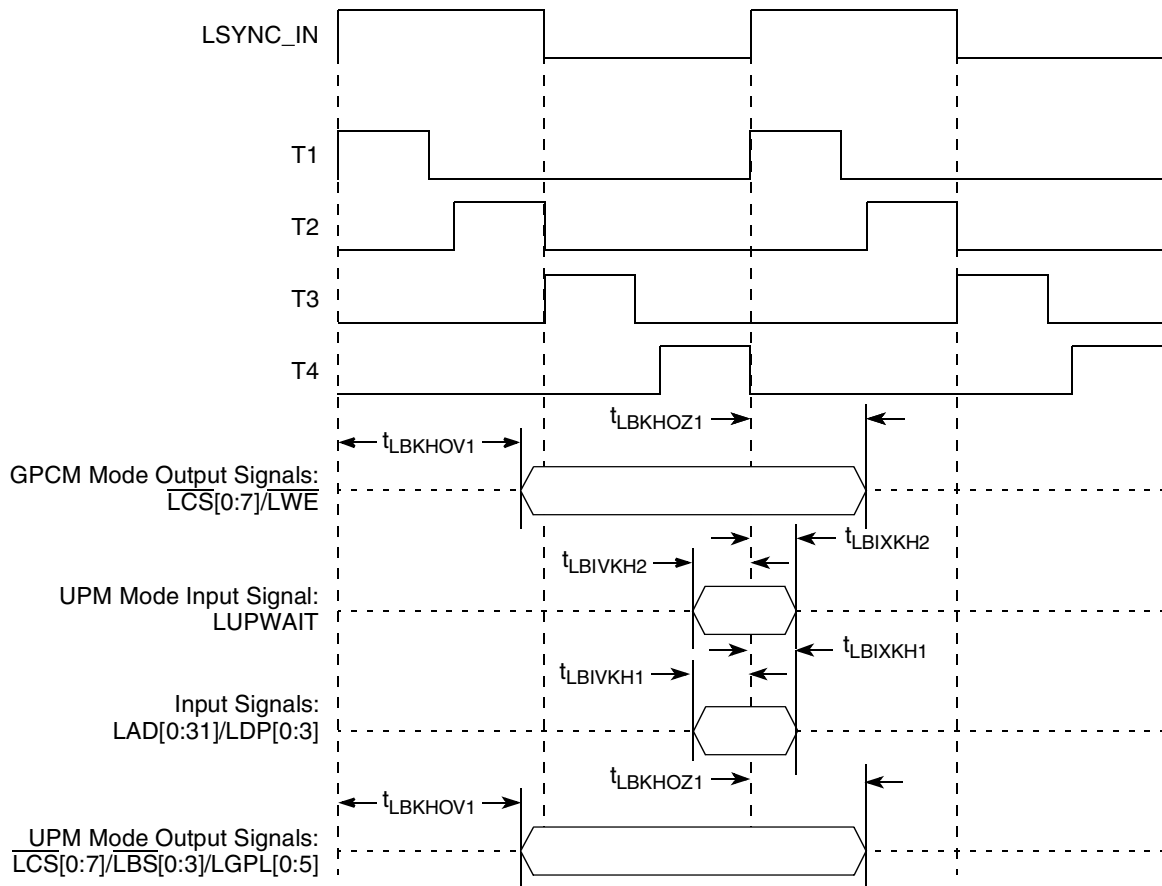 LSYNC_IN
T1
T2
T3
T4
tLBKHOZ1
tLBKHOV1
GPCM Mode Output Signals:
LCS[0:7]/LWE
tLBIXKH2
tLBIVKH2
UPM Mode Input Signal:
LUPWAIT
tLBIXKH1
tLBIVKH1
Input Signals:
LAD[0:31]/LDP[0:3]
tLBKHOZ1
tLBKHOV1
UPM Mode Output Signals:
LCS[0:7]/LBS[0:3]/LGPL[0:5]